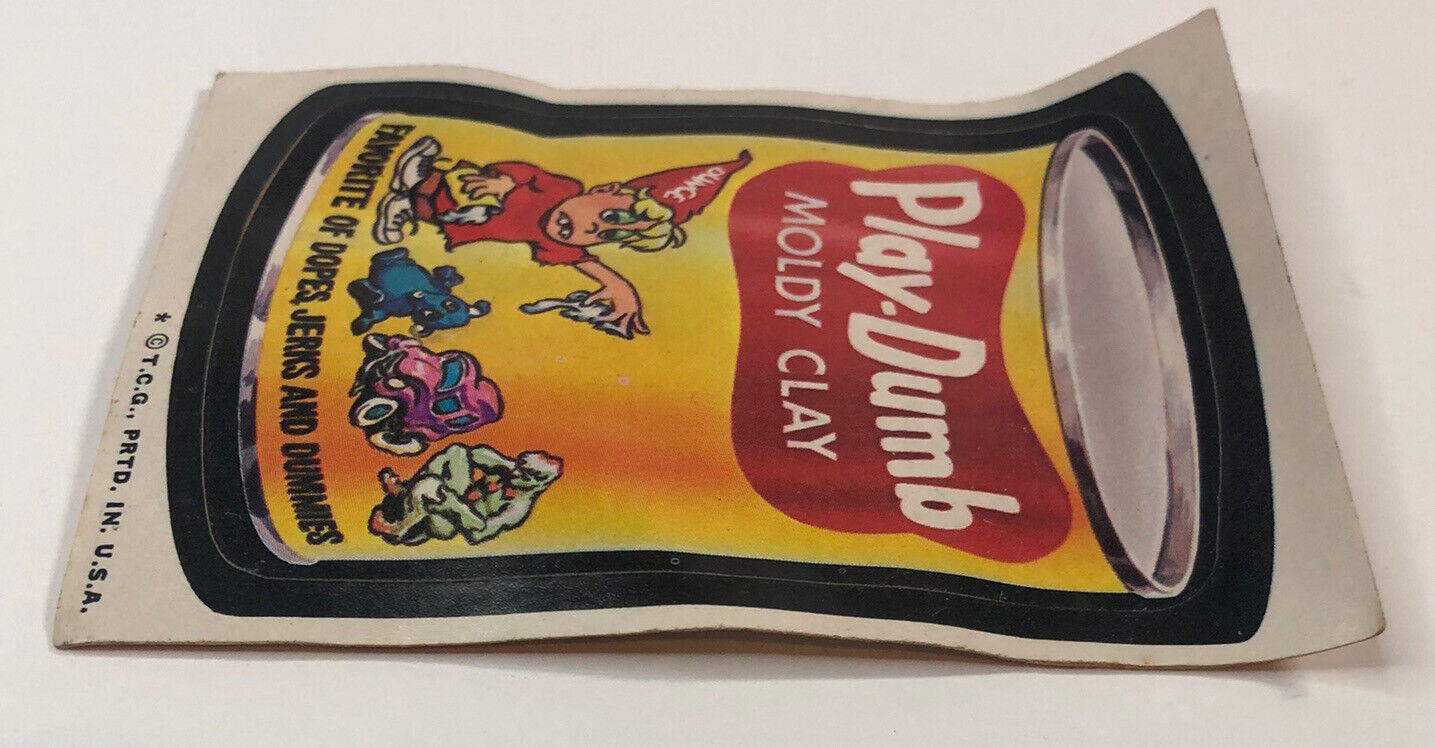 Play-Dumb
MOLDY CLAY
DUNCE
FAVORITE OF DOPES, JERKS AND DUMMIES
* © T.C.G., PRTD. IN. U.S.A.